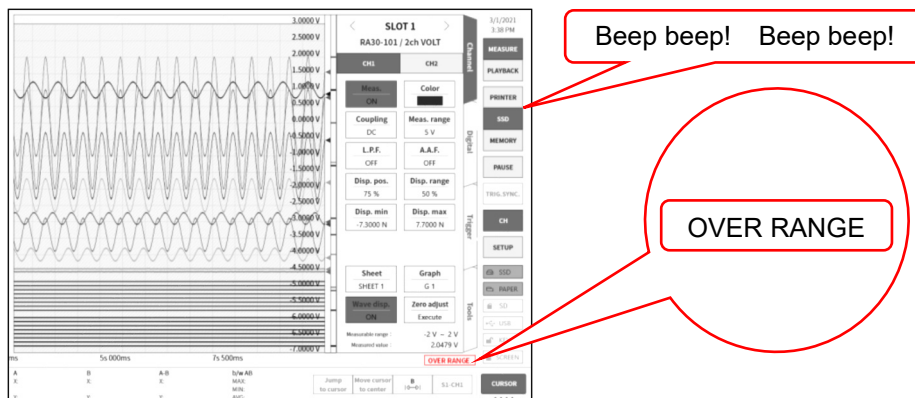 3.0000 V
2.5000 V
2.0000 V
1.5000 V
1.0000 V
0.5000 V
-0.0000 V
-0.5000 V
-1.0000 V
-1.5000 V
-2.0000 V
-2.5000 V
-3.0000 V
-3.5000 V
-4.0000 V
-4.5000 V
-5.0000 V
-5.5000 V
-6.0000 V
-6.5000 V
-7.0000 V
ms 5s 000ms 7s 500ms
SLOT 1
RA30-101 / 2ch VOLT
CH1 CH2
Meas. Color
ON
Coupling Meas. range
DC 5 V
L.P.F. A.A.F.
OFF OFF
Disp. pos. Disp. range
75 % 50 %
Disp. min Disp. max
-7.3000 N 7.7000 N
Sheet Graph
SHEET 1 G 1
Wave disp. Zero adjust
ON Execute
Measurable range : -2 V ~ 2 V
Measured value : 2.0479 V
OVER RANGE
Channel
Digital
Trigger
Tools
3/1/2021
3:38 PM
MEASURE
PLAYBACK
PRINTER
SSD
MEMORY
PAUSE
TRIG.SYNC.
CH
SETUP
SSD
PAPER
SD
USB
SCREEN
A B A-B b/w AB
X: X: X: MAX:
MIN:
Y: Y: Y: AVG:
Jump to cursor
Move cursor to center
B
S1-CH1
CURSOR
Beep beep! Beep beep!
OVER RANGE